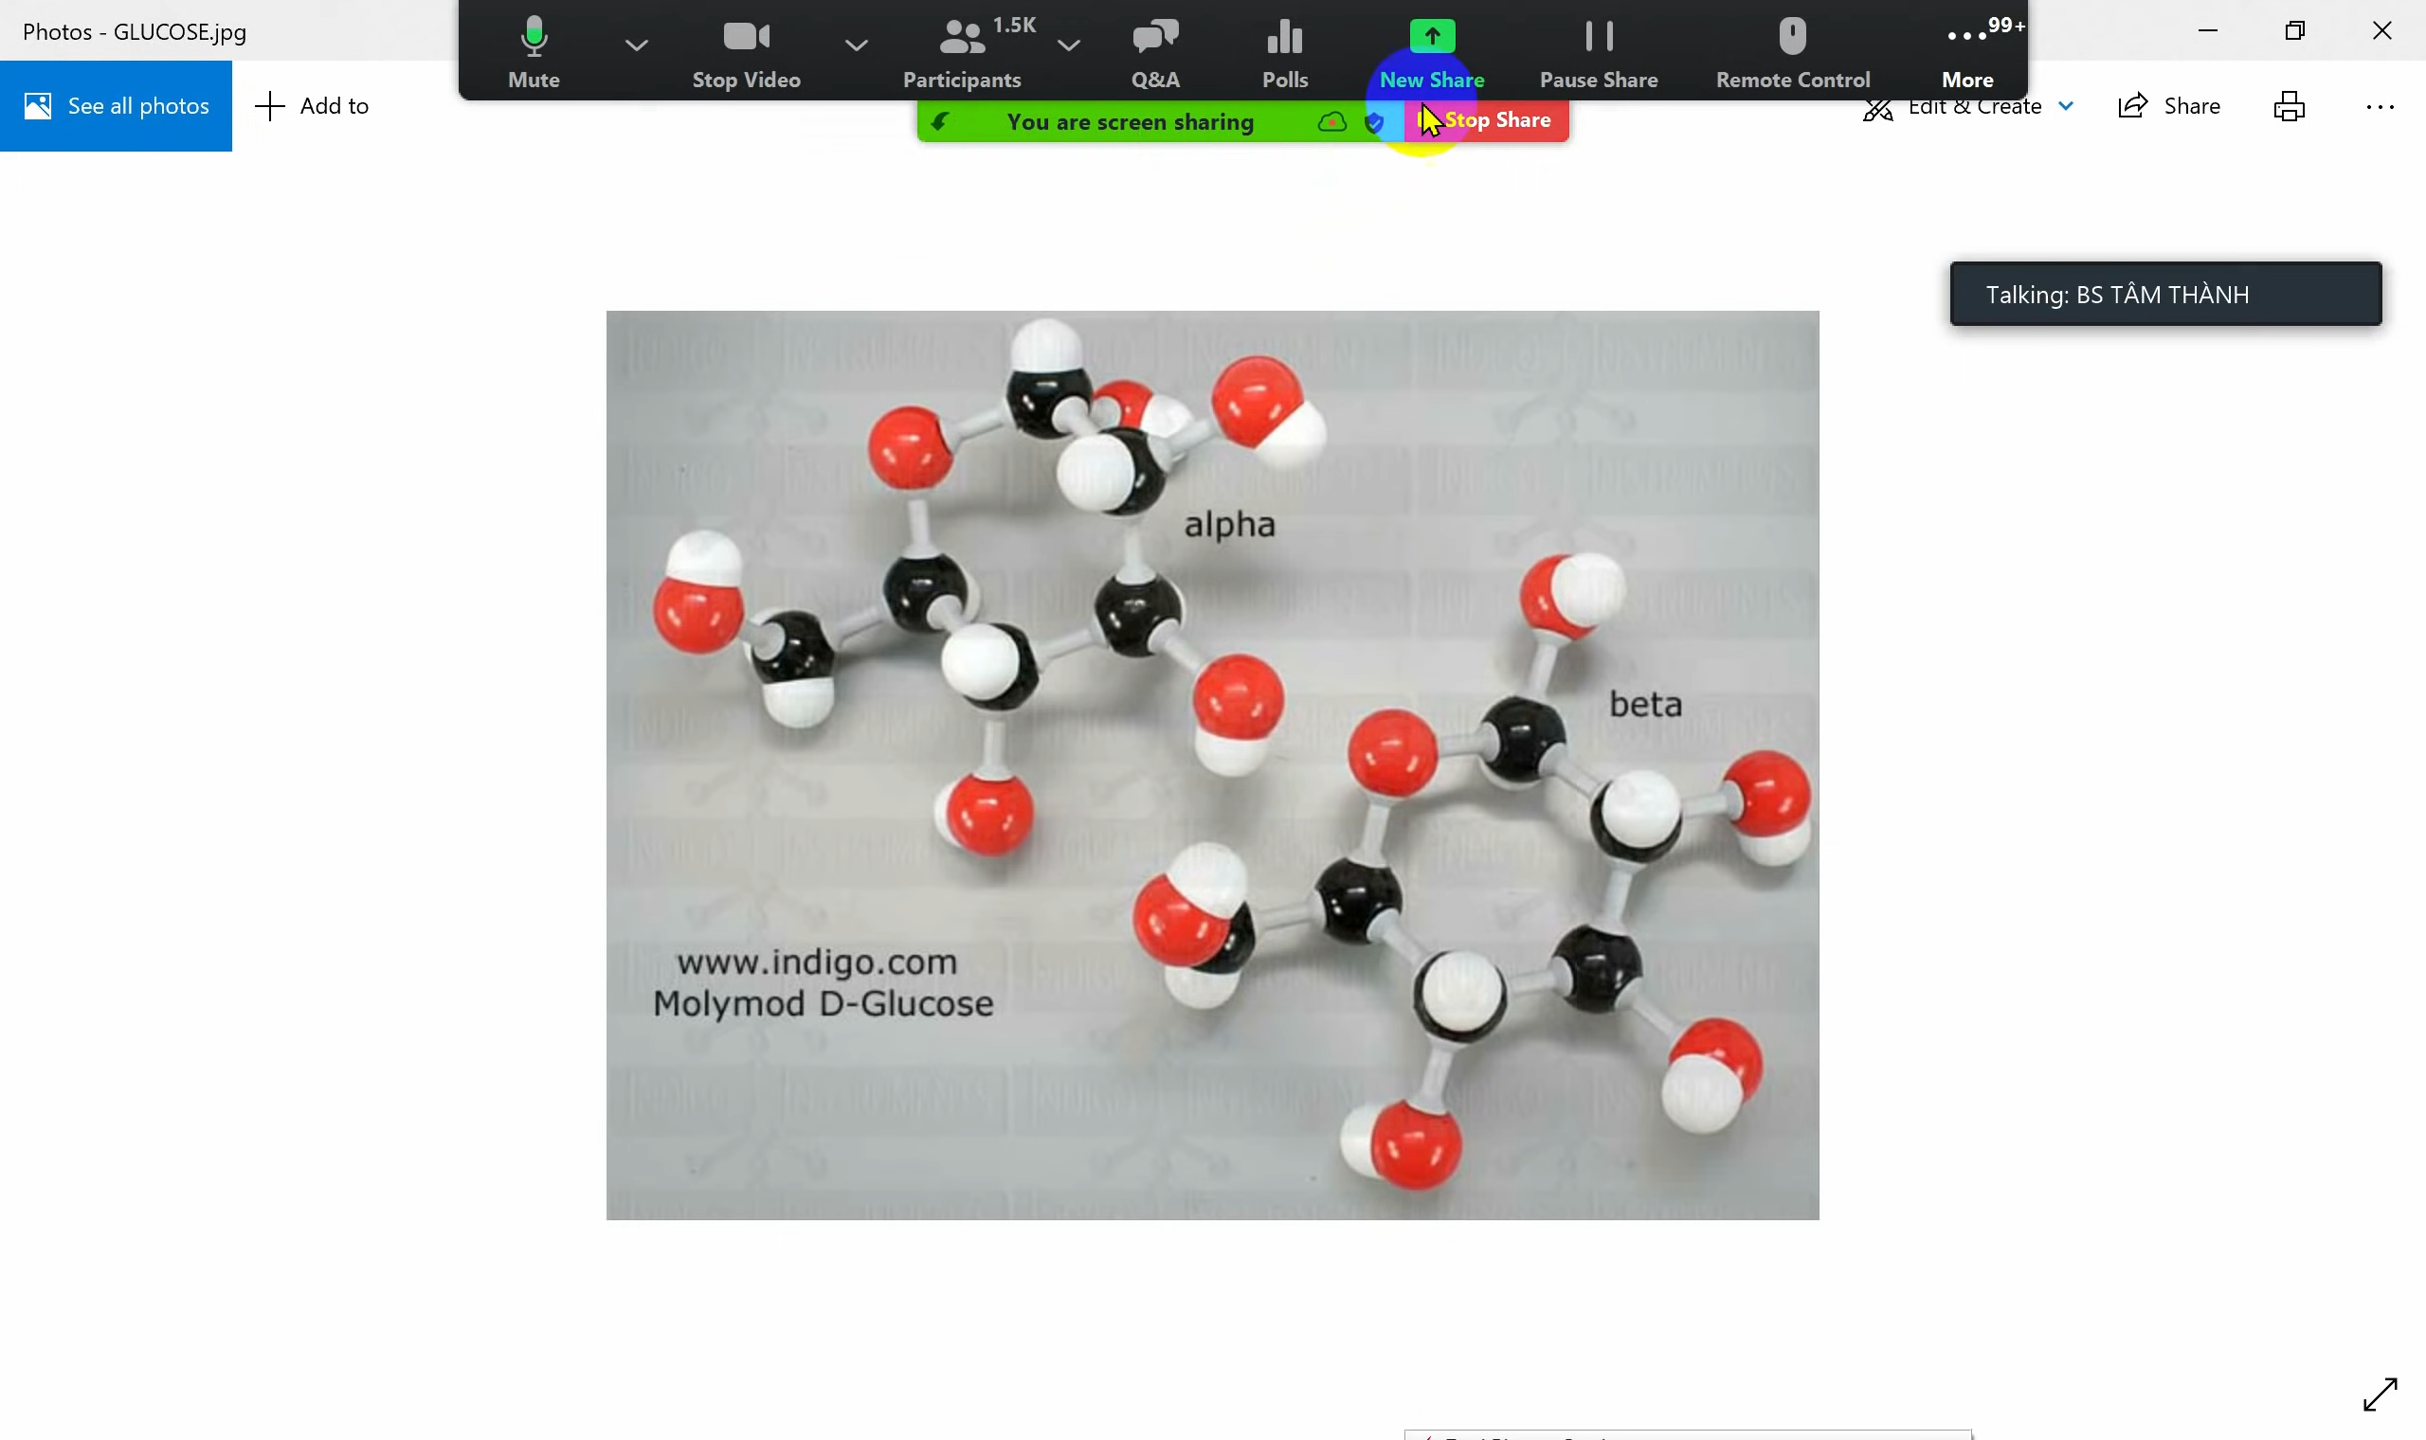 Photos - GLUCOSE.jpg
1.5K
99+
Mute
Stop Video
Participants
Q&A
Polls
New Share
Pause Share
Remote Control
More
See all photos
Add to
You are screen sharing
Stop Share
Edit & Create
Share
Talking: BS TÂM THÀNH
alpha
beta
www.indigo.com
Molymod D-Glucose